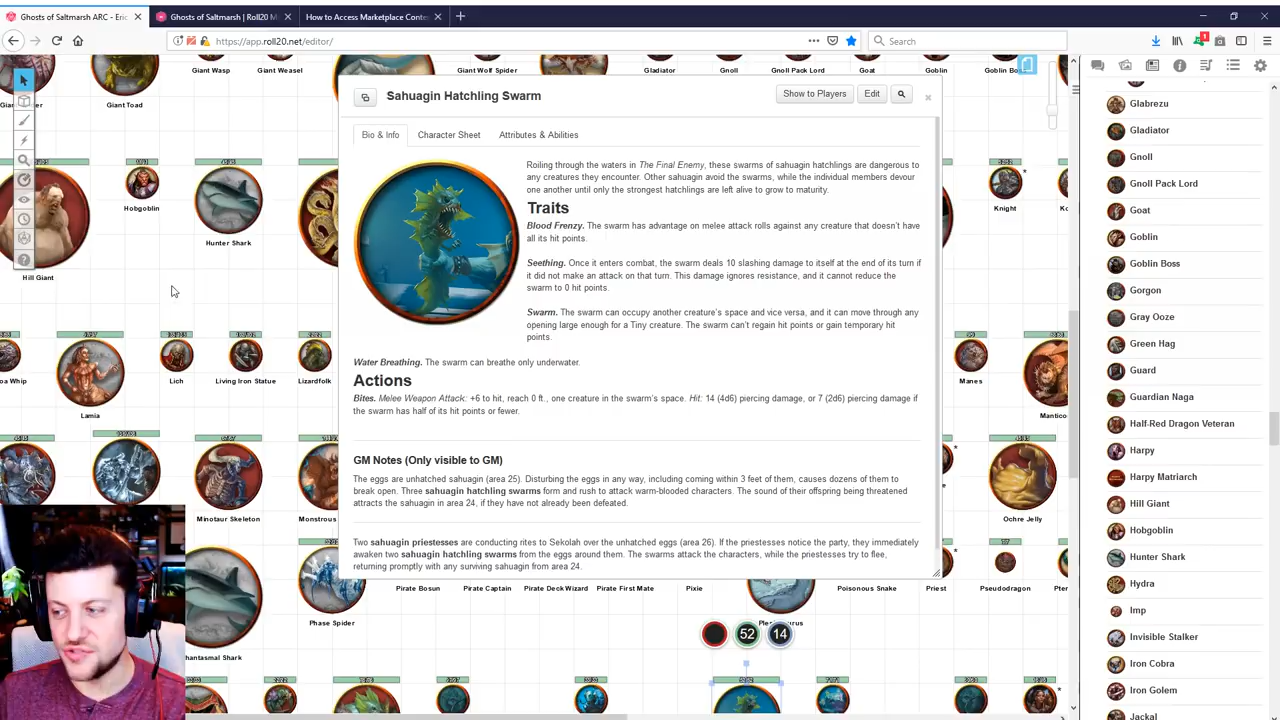 Ghosts of Saltmarsh ARC - Eric
Ghosts of Saltmarsh | Roll20 M
How to Access Marketplace Conte
https://app.roll20.net/editor/
Search
Giant Toad
Giant Wasp
Giant Weasel
Giant Wolf Spider
Gladiator
Gnoll
Gnoll Pack Lord
Goat
Goblin
Hobgoblin
Hunter Shark
Hill Giant
Knight
Lamia
Lich
Living Iron Statue
Lizardfolk
Manes
Mantico
Minotaur Skeleton
Monstrous
Ochre Jelly
Phase Spider
Pirate Bosun
Pirate Captain
Pirate Deck Wizard
Pirate First Mate
Pixie
Poisonous Snake
Priest
Pseudodragon
hantasmal Shark
52
14
Sahuagin Hatchling Swarm
Show to Players
Edit
Bio & Info
Character Sheet
Attributes & Abilities
Roiling through the waters in The Final Enemy, these swarms of sahuagin hatchlings are dangerous to
any creatures they encounter. Other sahuagin avoid the swarms, while the individual members devour
one another until only the strongest hatchlings are left alive to grow to maturity.
Traits
Blood Frenzy. The swarm has advantage on melee attack rolls against any creature that doesn't have
all its hit points.
Seething. Once it enters combat, the swarm deals 10 slashing damage to itself at the end of its turn if
it did not make an attack on that turn. This damage ignores resistance, and it cannot reduce the
swarm to 0 hit points.
Swarm. The swarm can occupy another creature's space and vice versa, and it can move through any
opening large enough for a Tiny creature. The swarm can't regain hit points or gain temporary hit
points.
Water Breathing. The swarm can breathe only underwater.
Actions
Bites. Melee Weapon Attack: +6 to hit, reach 0 ft., one creature in the swarm's space. Hit: 14 (4d6) piercing damage, or 7 (2d6) piercing damage if
the swarm has half of its hit points or fewer.
GM Notes (Only visible to GM)
The eggs are unhatched sahuagin (area 25). Disturbing the eggs in any way, including coming within 3 feet of them, causes dozens of them to
break open. Three sahuagin hatchling swarms form and rush to attack warm-blooded characters. The sound of their offspring being threatened
attracts the sahuagin in area 24, if they have not already been defeated.
Two sahuagin priestesses are conducting rites to Sekolah over the unhatched eggs (area 26). If the priestesses notice the party, they immediately
awaken two sahuagin hatchling swarms from the eggs around them. The swarms attack the characters, while the priestesses try to flee,
returning promptly with any surviving sahuagin from area 24.
Glabrezu
Gladiator
Gnoll
Gnoll Pack Lord
Goat
Goblin
Goblin Boss
Gorgon
Gray Ooze
Green Hag
Guard
Guardian Naga
Half-Red Dragon Veteran
Harpy
Harpy Matriarch
Hill Giant
Hobgoblin
Hunter Shark
Hydra
Imp
Invisible Stalker
Iron Cobra
Iron Golem
Jackal